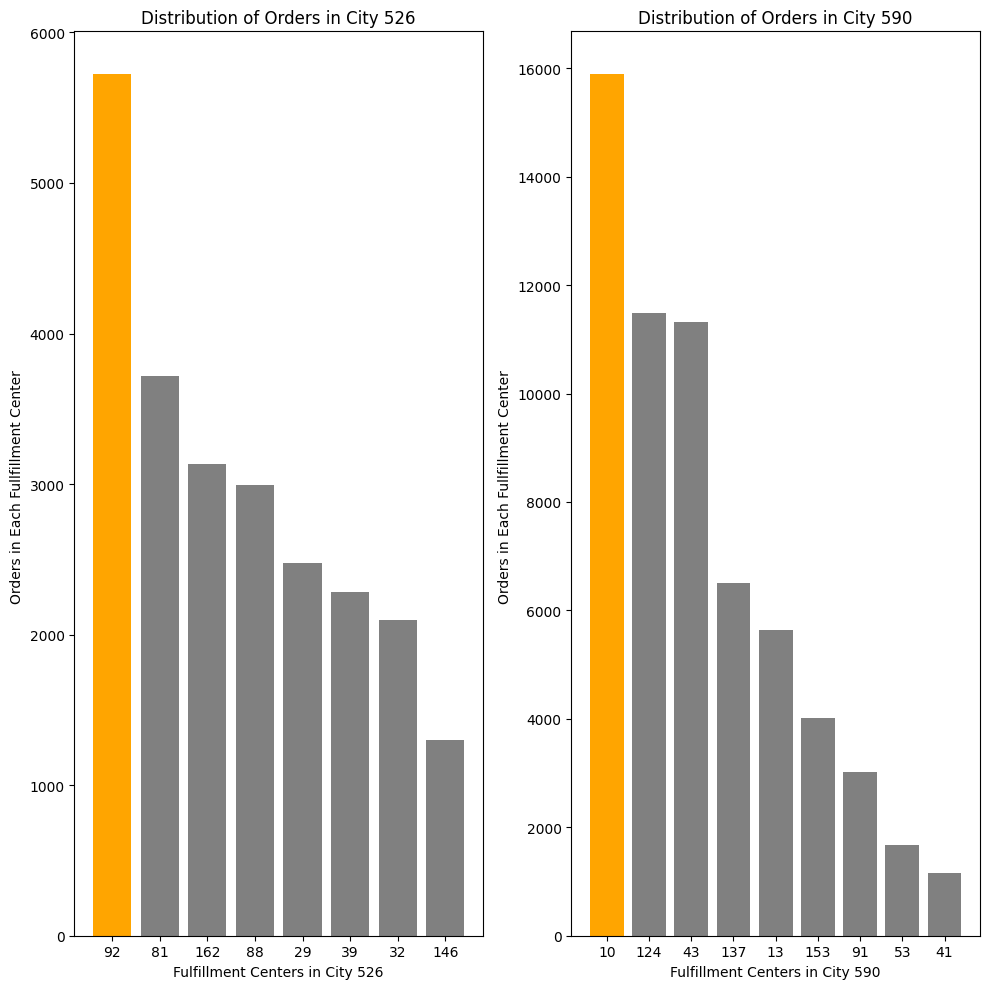 Distribution of Orders in City 526
6000
5000
4000
3000
2000
1000
0
Orders in Each Fullfillment Center
92 81 162 88 29 39 32 146
Fulfillment Centers in City 526
Distribution of Orders in City 590
16000
14000
12000
10000
8000
6000
4000
2000
0
Orders in Each Fullfillment Center
10 124 43 137 13 153 91 53 41
Fulfillment Centers in City 590